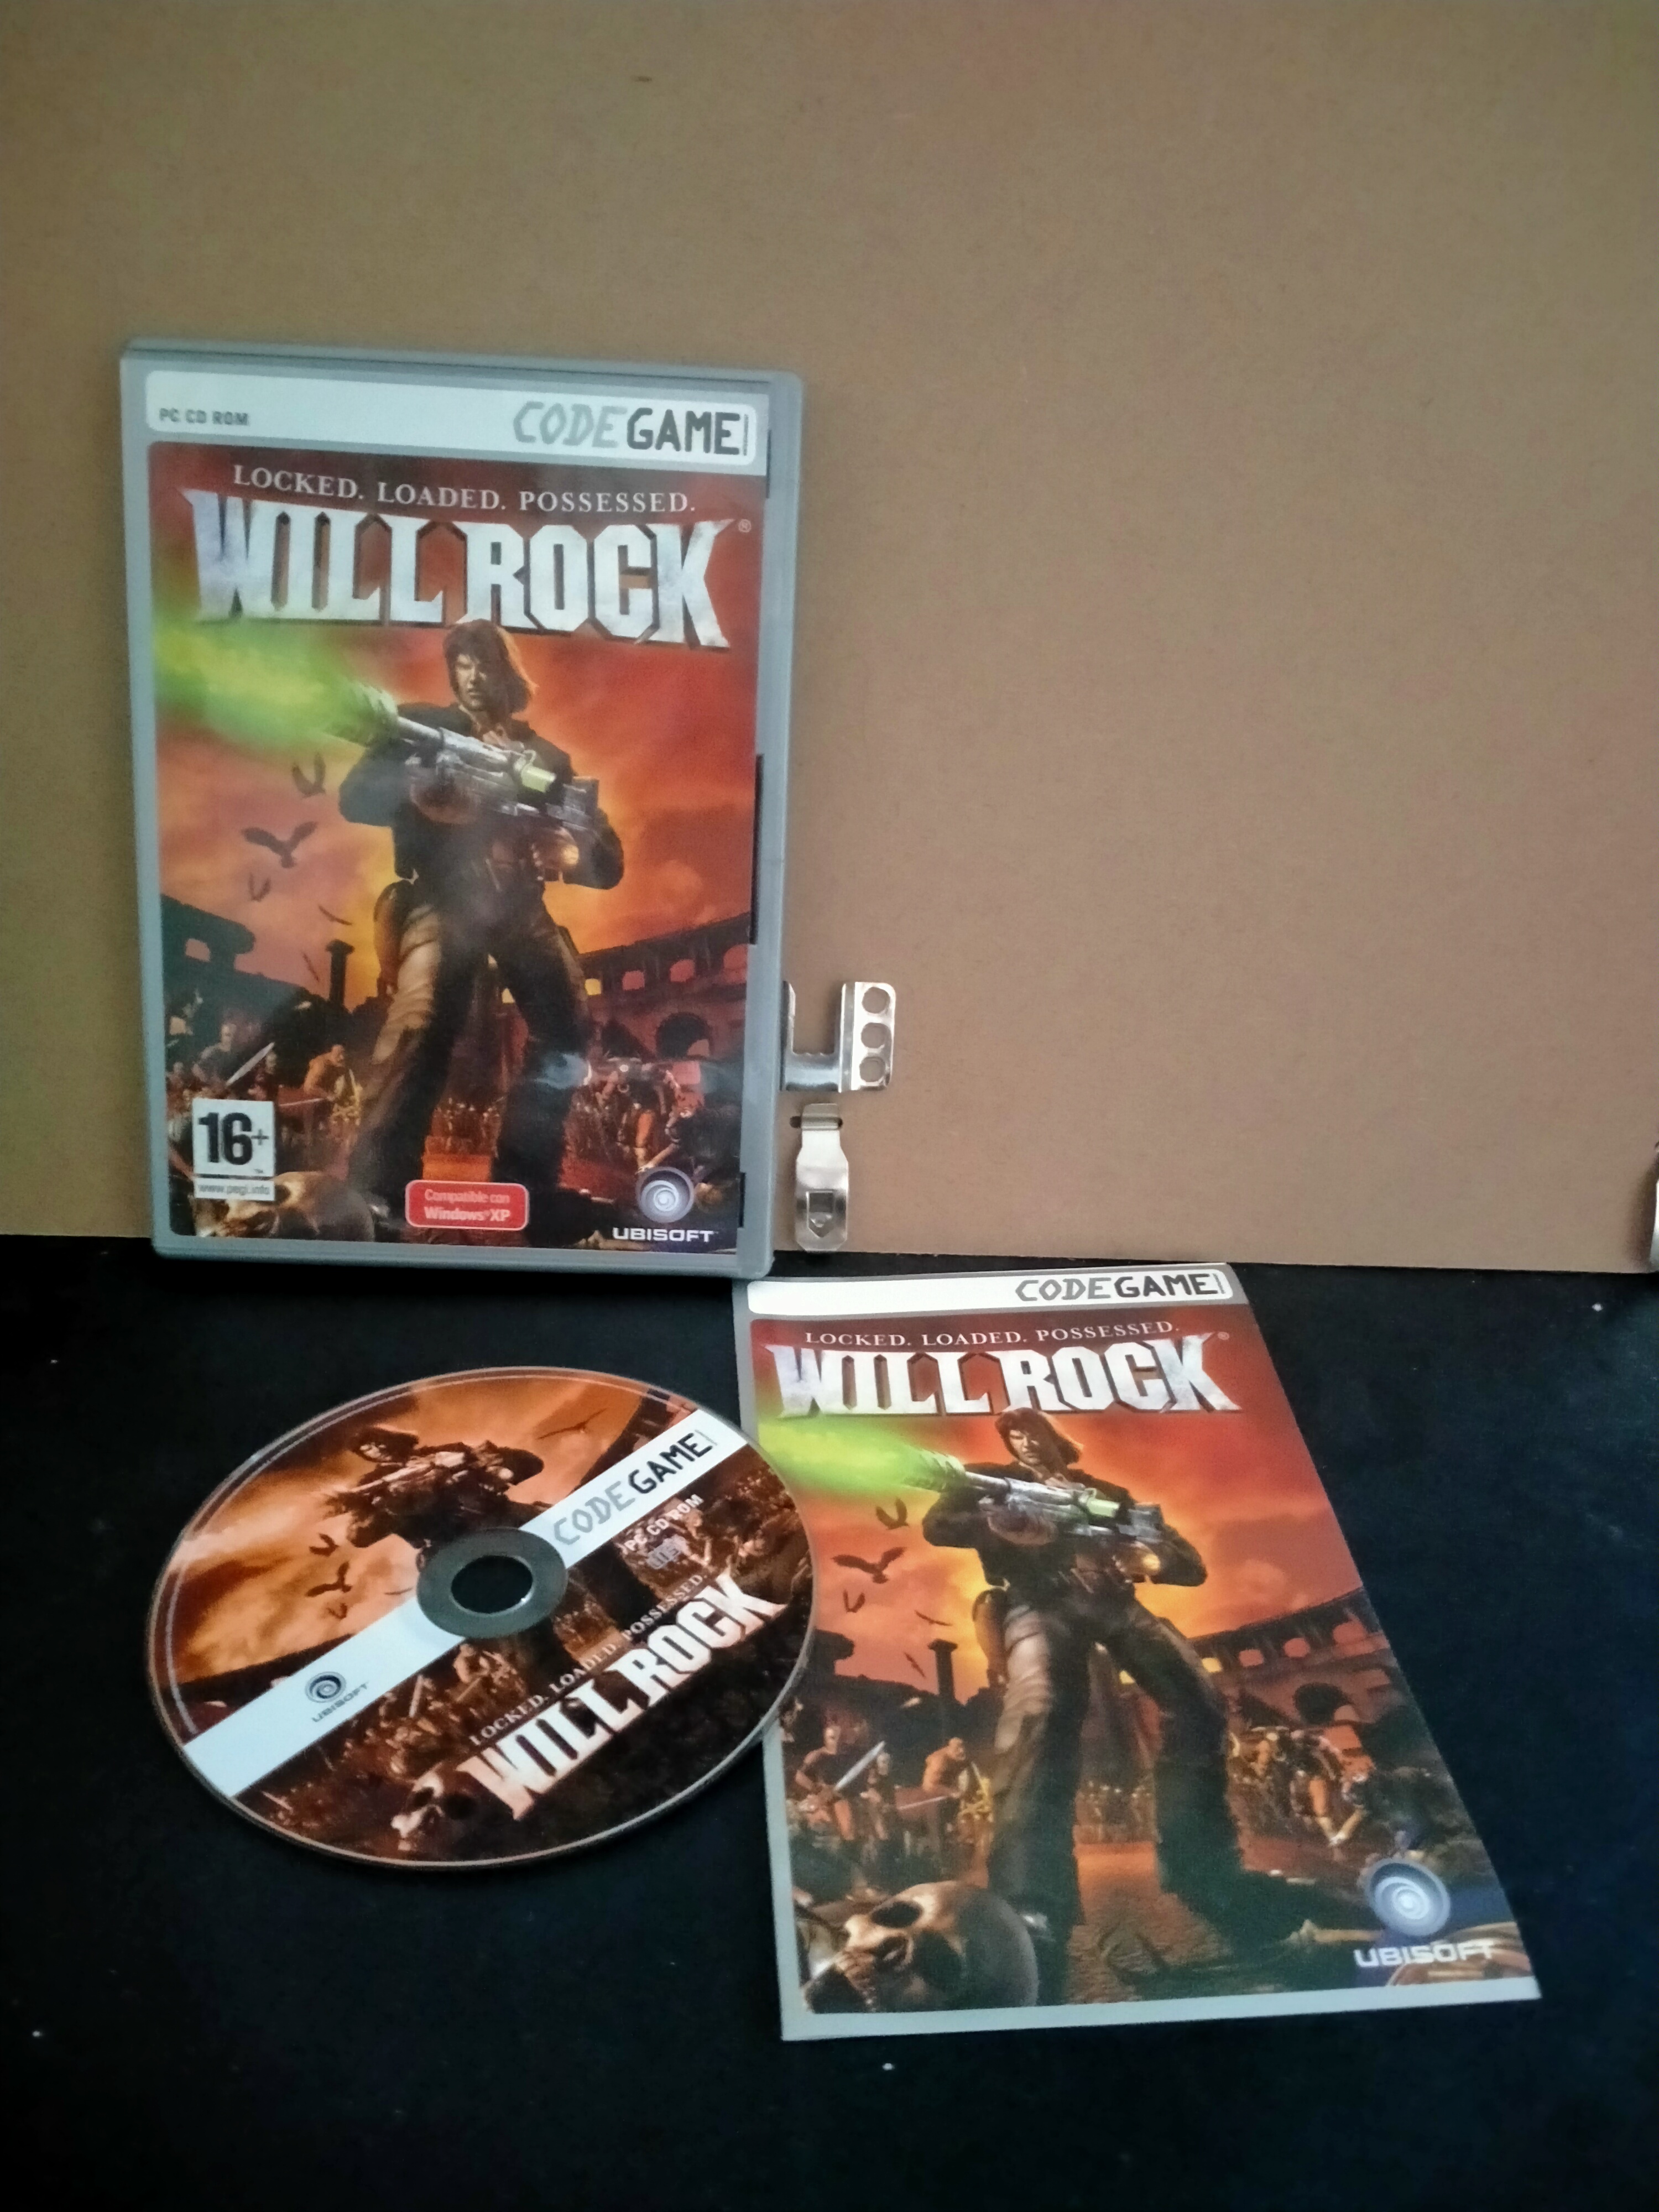 PC CD ROM
CODEGAME
LOCKED. LOADED. POSSESSED.
WILL ROCK®
16+
www.pegi.info
Compatible con
Windows® XP
UBISOFT
CODEGAME
LOCKED. LOADED. POSSESSED.
WILL ROCK®
UBISOFT
CODEGAME
PC CD ROM
LOCKED. LOADED. POSSESSED.
WILL ROCK
UBISOFT